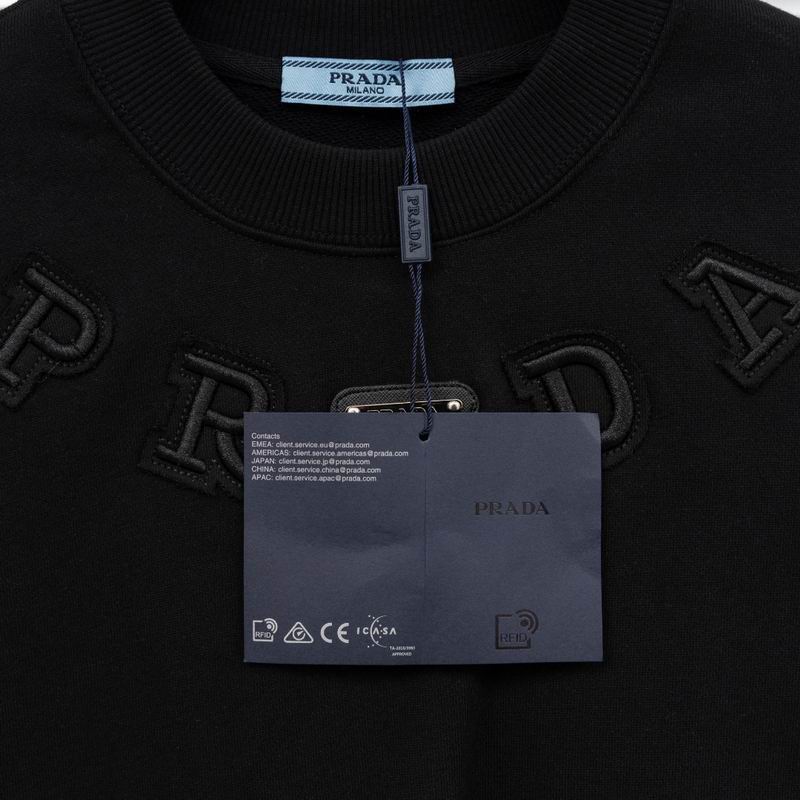 PRADA
MILANO
PRADA
P R D A
PRADA
Contacts
EMEA: client.service.eu@prada.com
AMERICAS: client.service.americas@prada.com
JAPAN: client.service.jp@prada.com
CHINA: client.service.china@prada.com
APAC: client.service.apac@prada.com
PRADA
RFID
CE
ICASA
APPROVED
RFID